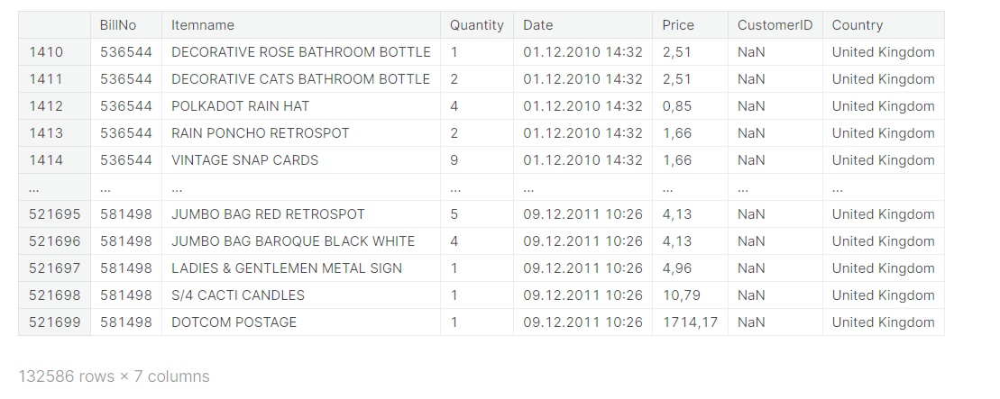 BillNo Itemname Quantity Date Price CustomerID Country
1410 536544 DECORATIVE ROSE BATHROOM BOTTLE 1 01.12.2010 14:32 2,51 NaN United Kingdom
1411 536544 DECORATIVE CATS BATHROOM BOTTLE 2 01.12.2010 14:32 2,51 NaN United Kingdom
1412 536544 POLKADOT RAIN HAT 4 01.12.2010 14:32 0,85 NaN United Kingdom
1413 536544 RAIN PONCHO RETROSPOT 2 01.12.2010 14:32 1,66 NaN United Kingdom
1414 536544 VINTAGE SNAP CARDS 9 01.12.2010 14:32 1,66 NaN United Kingdom
... ... ... ... ... ... ... ...
521695 581498 JUMBO BAG RED RETROSPOT 5 09.12.2011 10:26 4,13 NaN United Kingdom
521696 581498 JUMBO BAG BAROQUE BLACK WHITE 4 09.12.2011 10:26 4,13 NaN United Kingdom
521697 581498 LADIES & GENTLEMEN METAL SIGN 1 09.12.2011 10:26 4,96 NaN United Kingdom
521698 581498 S/4 CACTI CANDLES 1 09.12.2011 10:26 10,79 NaN United Kingdom
521699 581498 DOTCOM POSTAGE 1 09.12.2011 10:26 1714,17 NaN United Kingdom
132586 rows × 7 columns